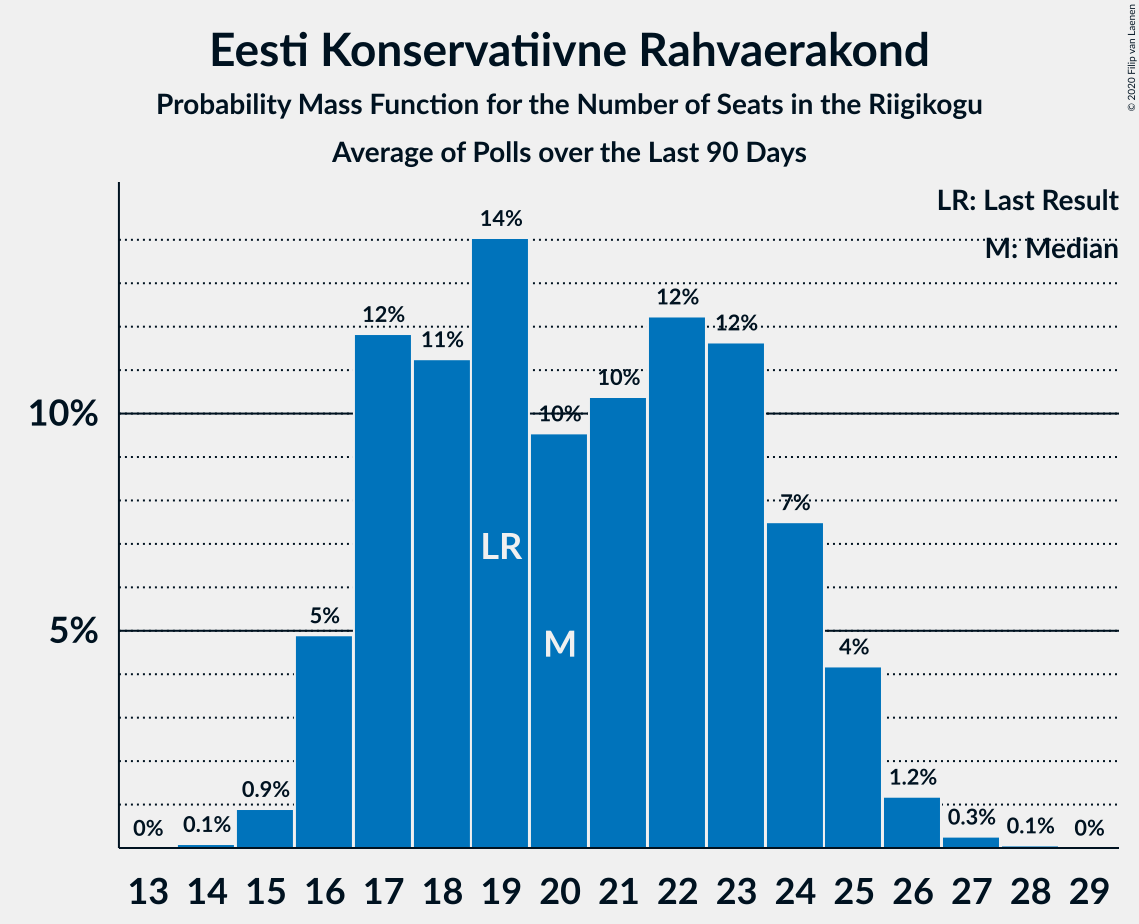 Eesti Konservatiivne Rahvaerakond
Probability Mass Function for the Number of Seats in the Riigikogu
Average of Polls over the Last 90 Days
© 2020 Filip van Laenen
LR: Last Result
M: Median
10%
5%
0%
0.1%
0.9%
5%
12%
11%
14%
10%
10%
12%
12%
7%
4%
1.2%
0.3%
0.1%
0%
LR
M
13 14 15 16 17 18 19 20 21 22 23 24 25 26 27 28 29